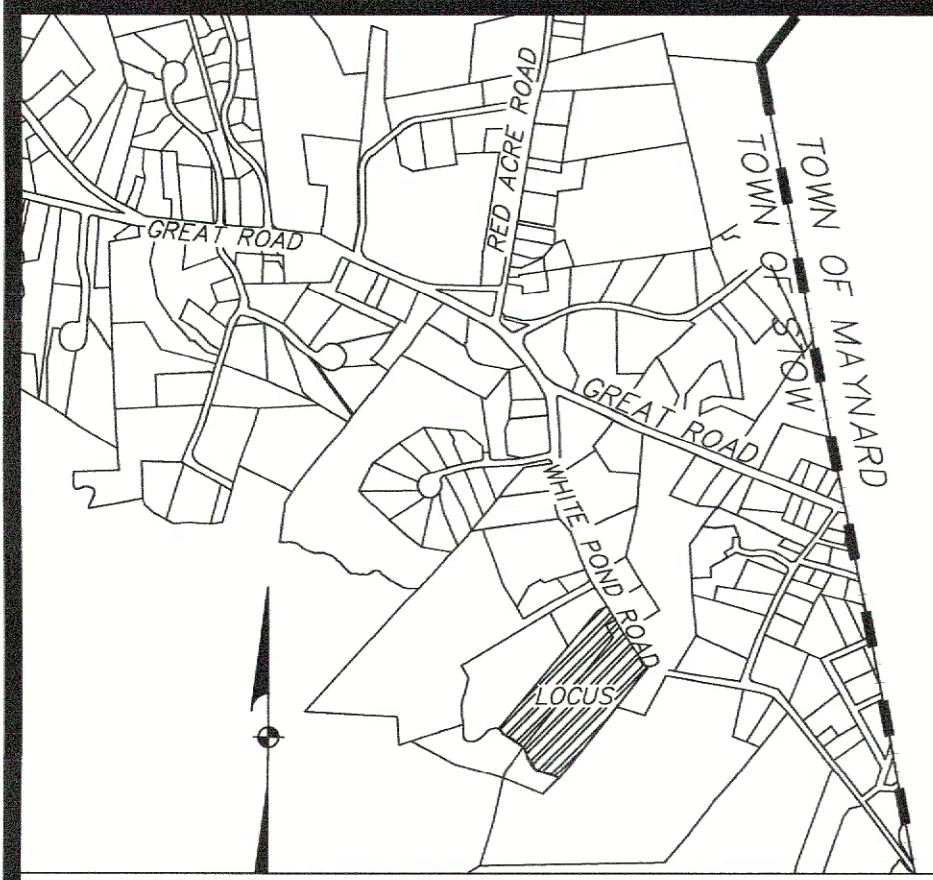 RED ACRE ROAD
TOWN OF MAYNARD
TOWN OF STOW
GREAT ROAD
GREAT ROAD
WHITE POND ROAD
LOCUS